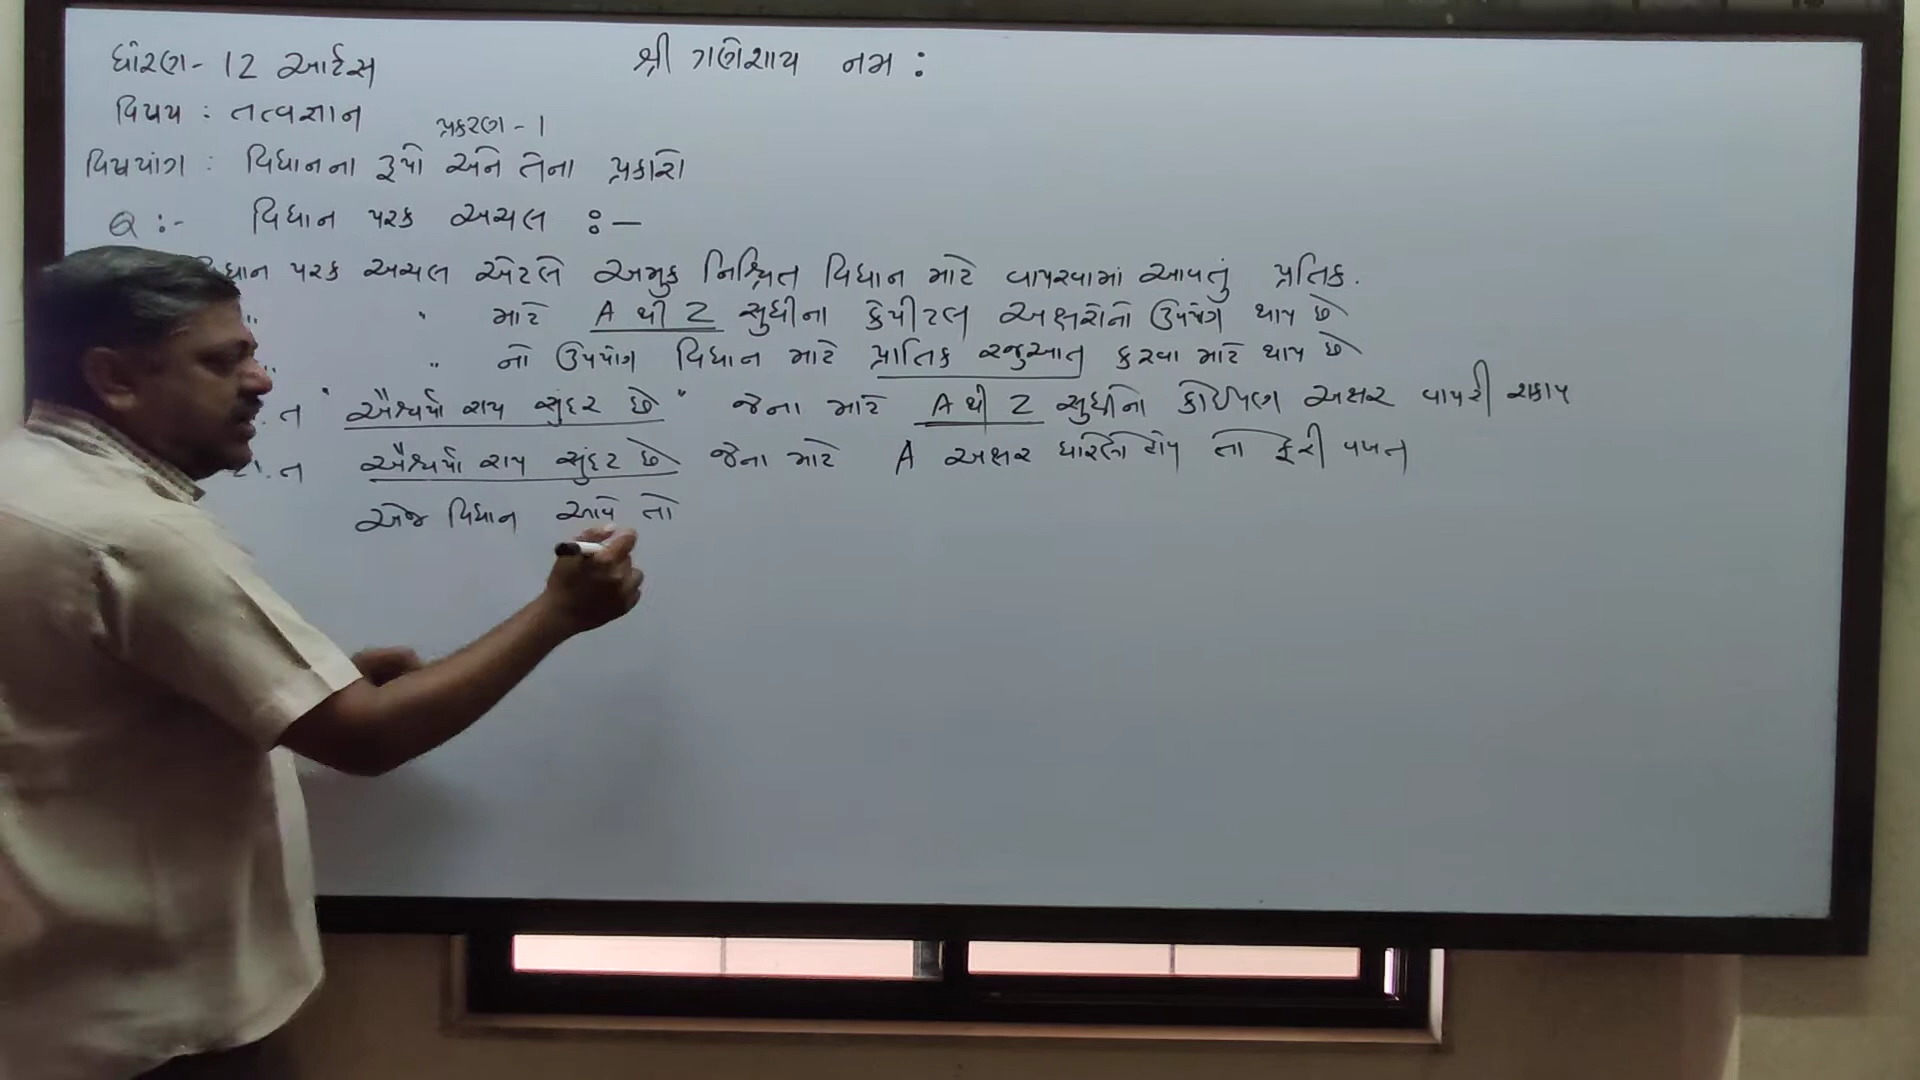 શ્રી ગણેશાય નમ :
ધોરણ - 12 આર્ટસ
વિષય : તત્વજ્ઞાન
પ્રકરણ - 1
વિષયાંગ : વિધાનના રૂપો અને તેના પ્રકારો
Q :- વિધાન પરક અચલ :—
વિધાન પરક અચલ એટલે અમુક નિશ્ચિત વિધાન માટે વાપરવામાં આવતું પ્રતિક.
" " માટે A થી Z સુધીના કેપીટલ અક્ષરોનો ઉપયોગ થાય છે
" " નો ઉપયોગ વિધાન માટે પ્રાતિક રજુઆત કરવા માટે થાય છે
ત " ઐશ્વર્યા રાય સુંદર છે " જેના માટે A થી Z સુધીનો કોઈપણ અક્ષર વાપરી શકાય
ત ઐશ્વર્યા રાય સુંદર છે જેના માટે A અક્ષર ધારેલો હોય તો ફરી વખત
એજ વિધાન આવે તો